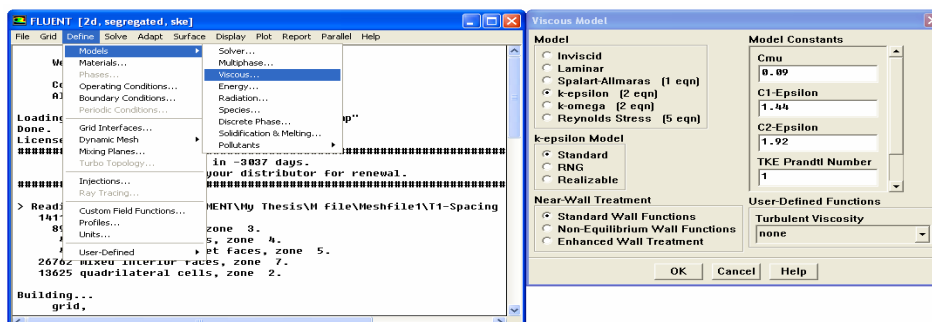 FLUENT [2d, segregated, ske]
File Grid Define Solve Adapt Surface Display Plot Report Parallel Help
Models
Materials...
Phases...
Operating Conditions...
Boundary Conditions...
Periodic Conditions...
Grid Interfaces...
Dynamic Mesh
Mixing Planes...
Turbo Topology...
Injections...
Ray Tracing...
Custom Field Functions...
Profiles...
Units...
User-Defined
Solver...
Multiphase...
Viscous...
Energy...
Radiation...
Species...
Discrete Phase...
Solidification & Melting...
Pollutants
We
Co
Al
Loading
Done.
License
in -3037 days.
your distributor for renewal.
> Readi MENT\My Thesis\M file\Meshfile1\T1-Spacing
1411
89 zone 3.
s, zone 4.
et faces, zone 5.
26762 mixed interior faces, zone 7.
13625 quadrilateral cells, zone 2.
Building...
grid,
Viscous Model
Model
Inviscid
Laminar
Spalart-Allmaras (1 eqn)
k-epsilon (2 eqn)
k-omega (2 eqn)
Reynolds Stress (5 eqn)
k-epsilon Model
Standard
RNG
Realizable
Near-Wall Treatment
Standard Wall Functions
Non-Equilibrium Wall Functions
Enhanced Wall Treatment
Model Constants
Cmu
0.09
C1-Epsilon
1.44
C2-Epsilon
1.92
TKE Prandtl Number
1
User-Defined Functions
Turbulent Viscosity
none
OK Cancel Help